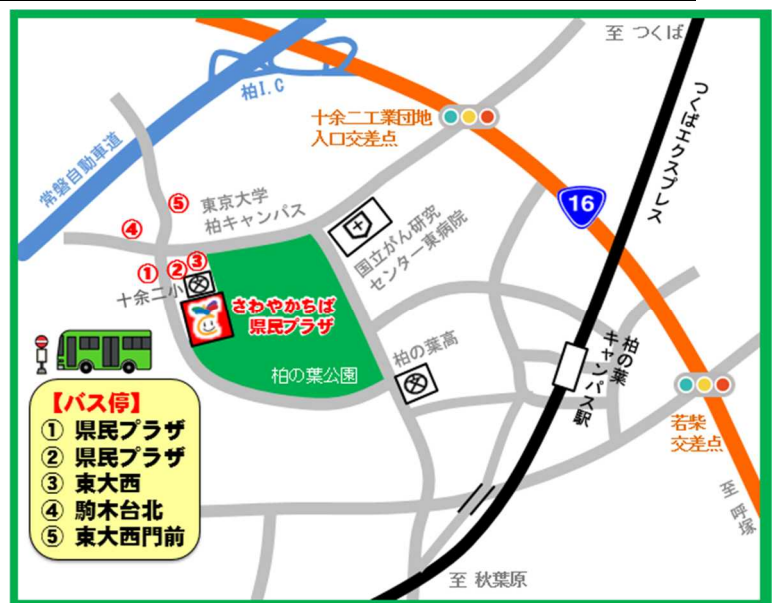 至 つくば
柏I.C
十余二工業団地
入口交差点
つくばエクスプレス
常磐自動車道
⑤
東京大学
柏キャンパス
16
④
国立がん研究
センター東病院
① ② ③
十余二小
さわやかちば
県民プラザ
柏の葉高
柏の葉
キャンパス駅
柏の葉公園
若柴
交差点
【バス停】
① 県民プラザ
② 県民プラザ
③ 東大西
④ 駒木台北
⑤ 東大西門前
至 呼塚
至 秋葉原